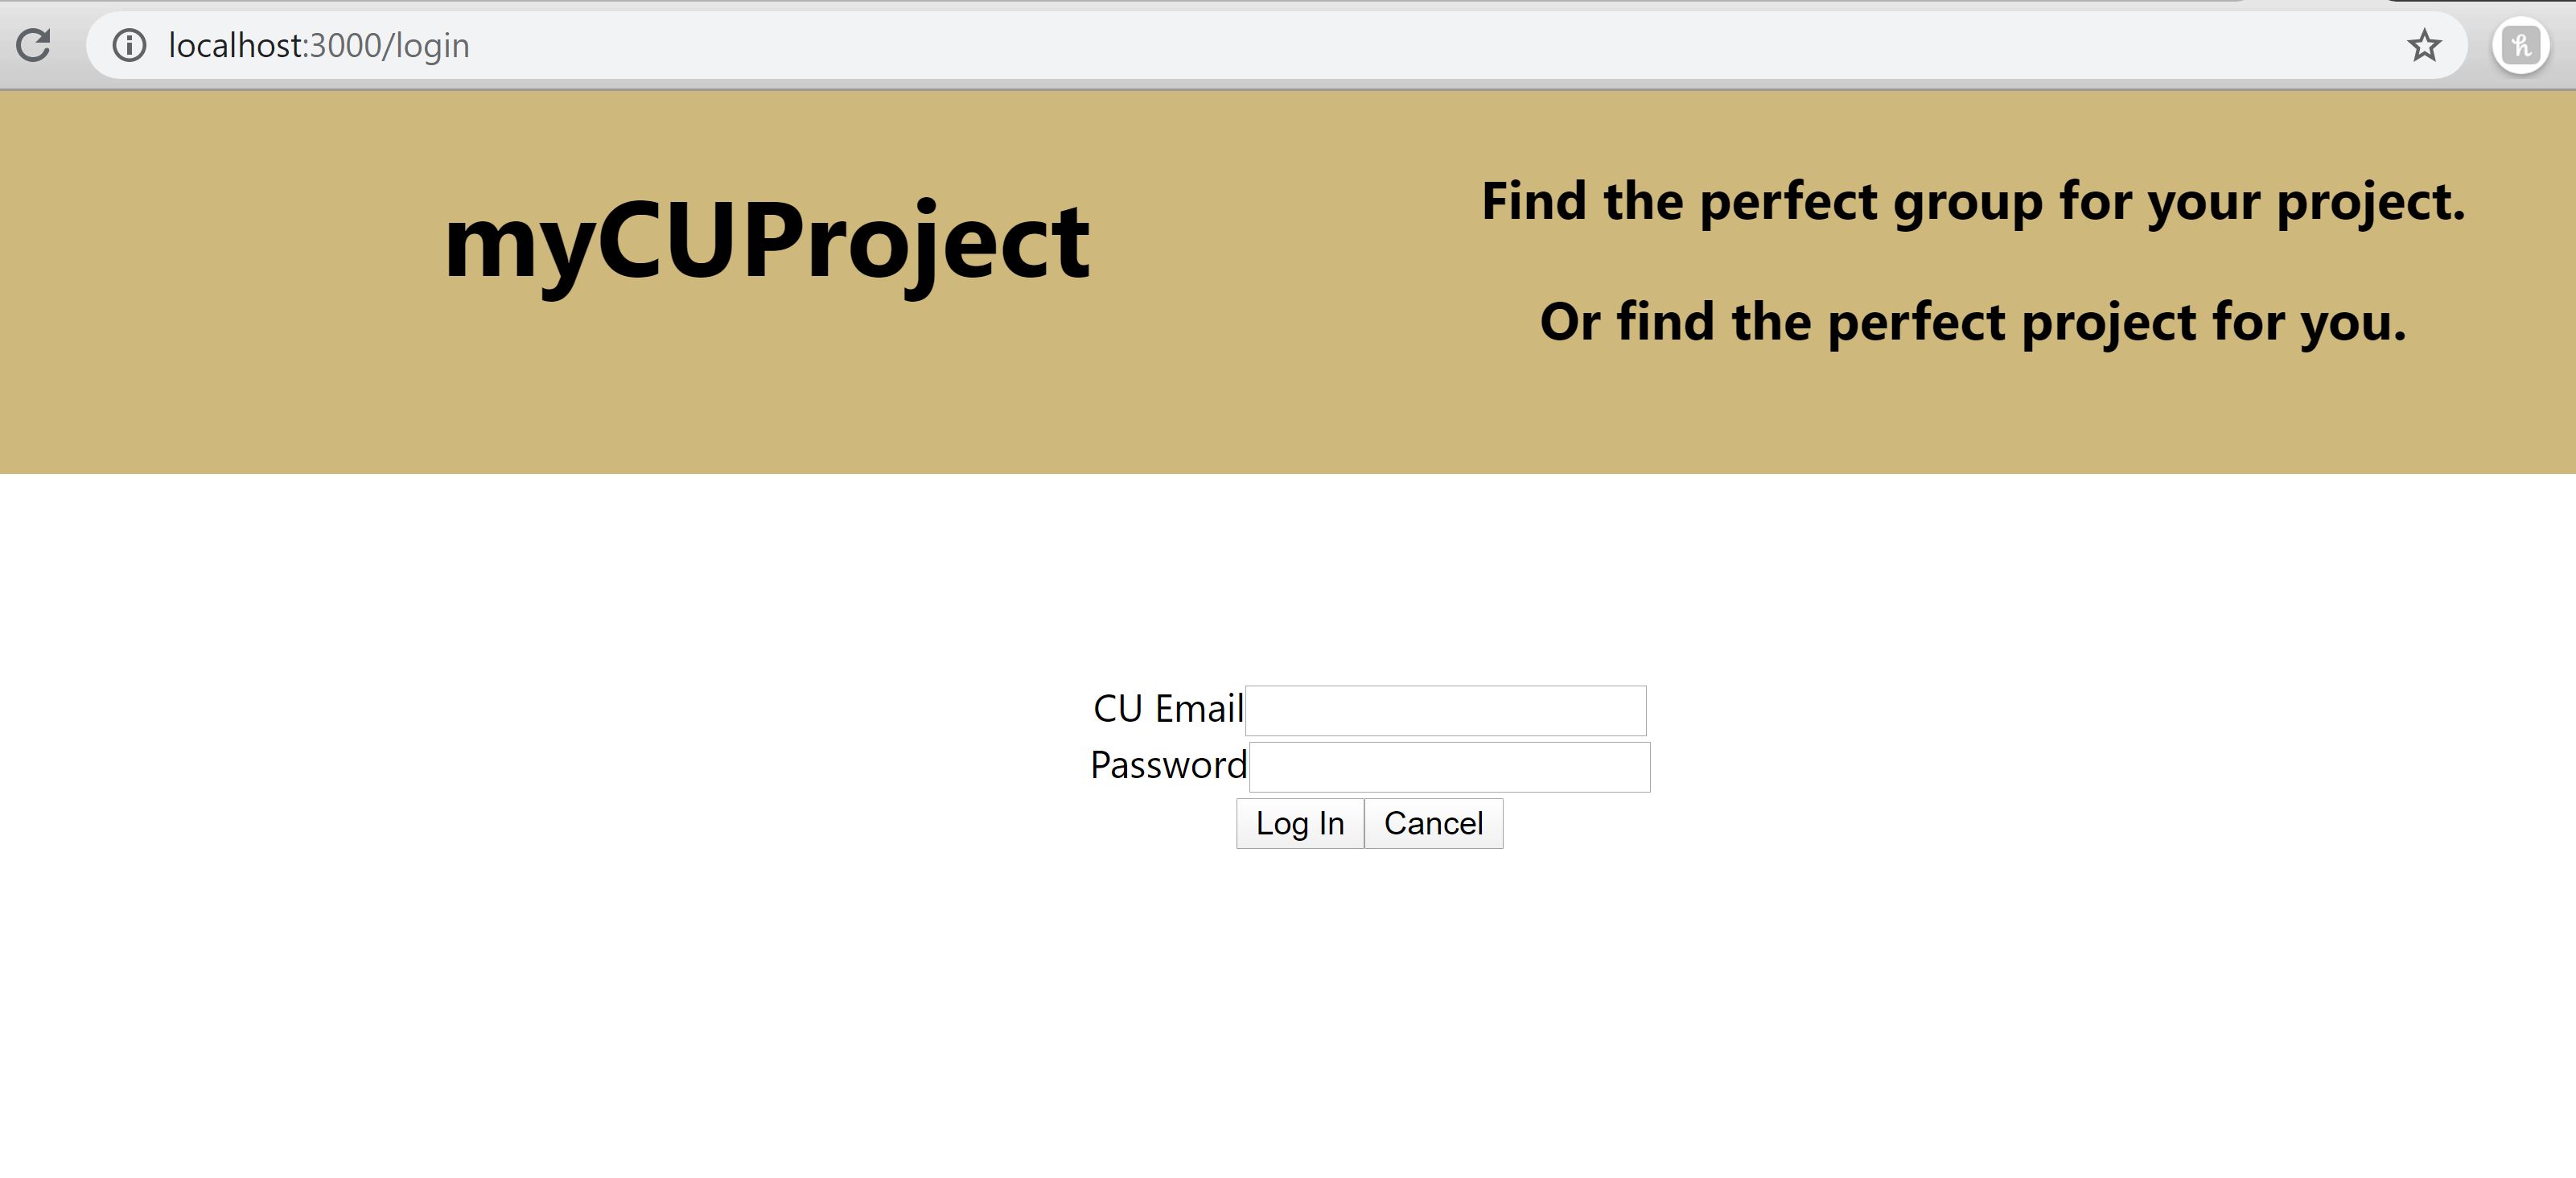 localhost:3000/login
myCUProject
Find the perfect group for your project.
Or find the perfect project for you.
CU Email
Password
Log In Cancel